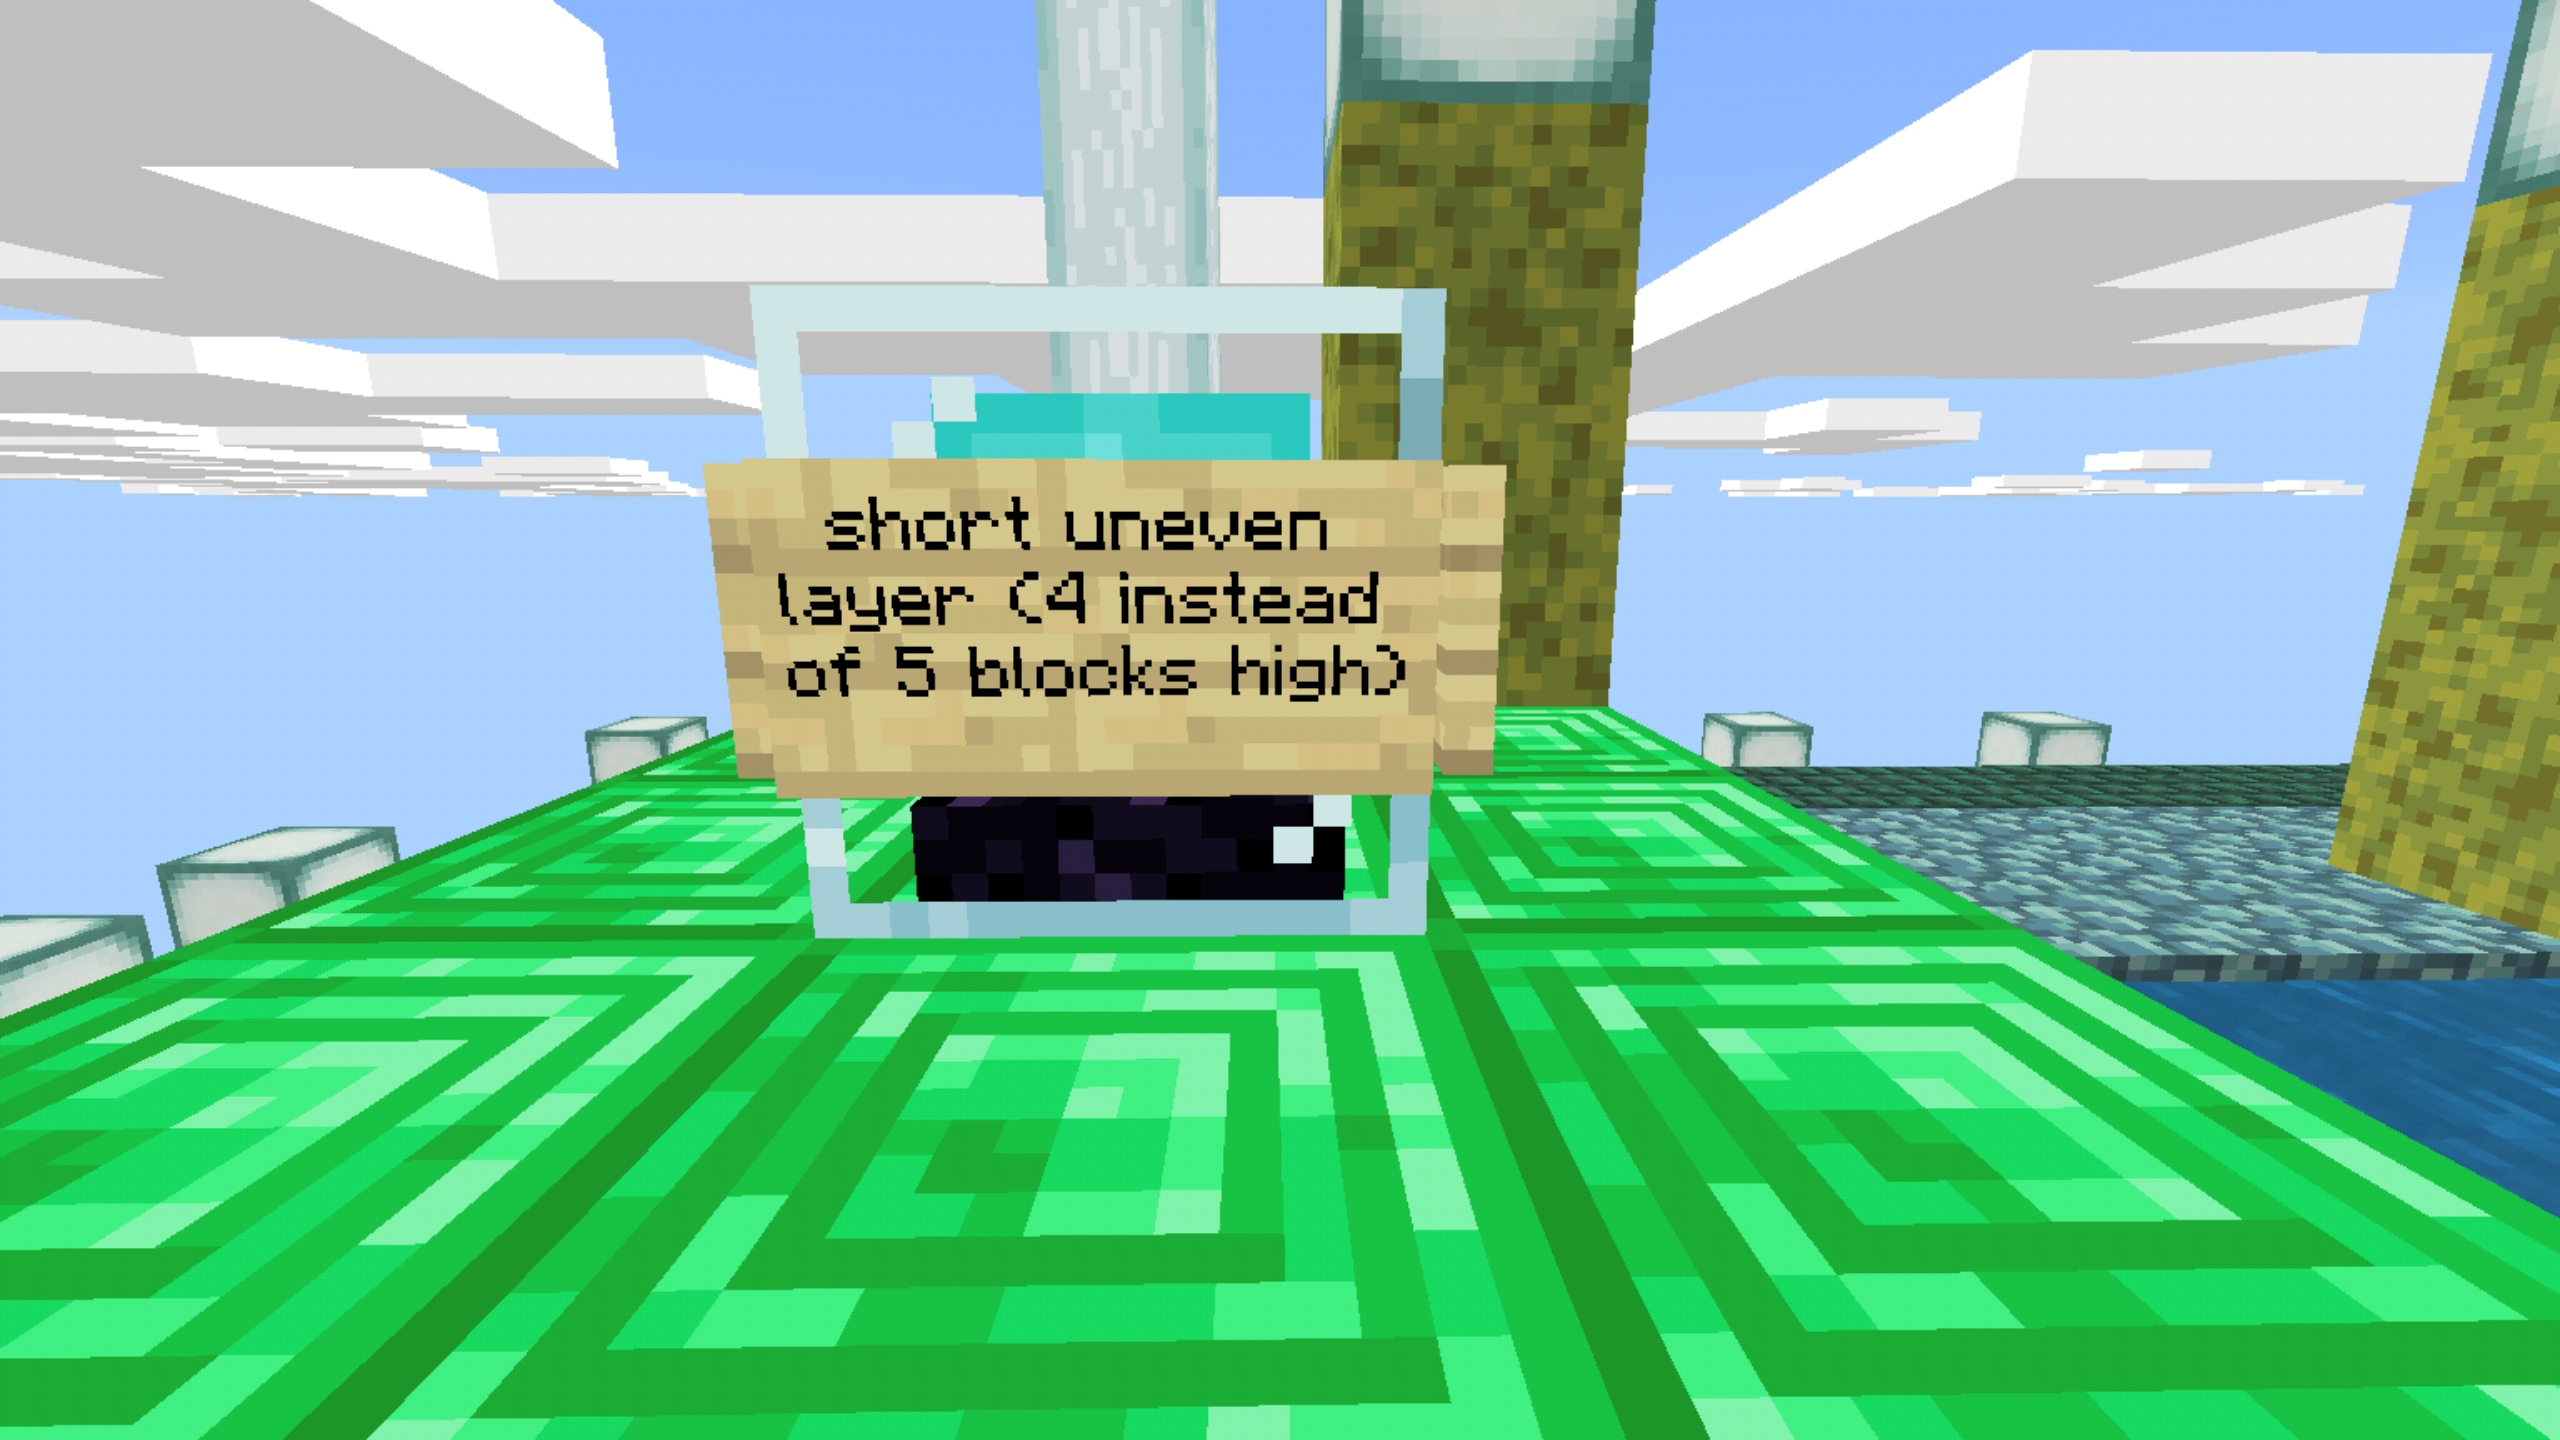 short uneven
layer (4 instead
of 5 blocks high)